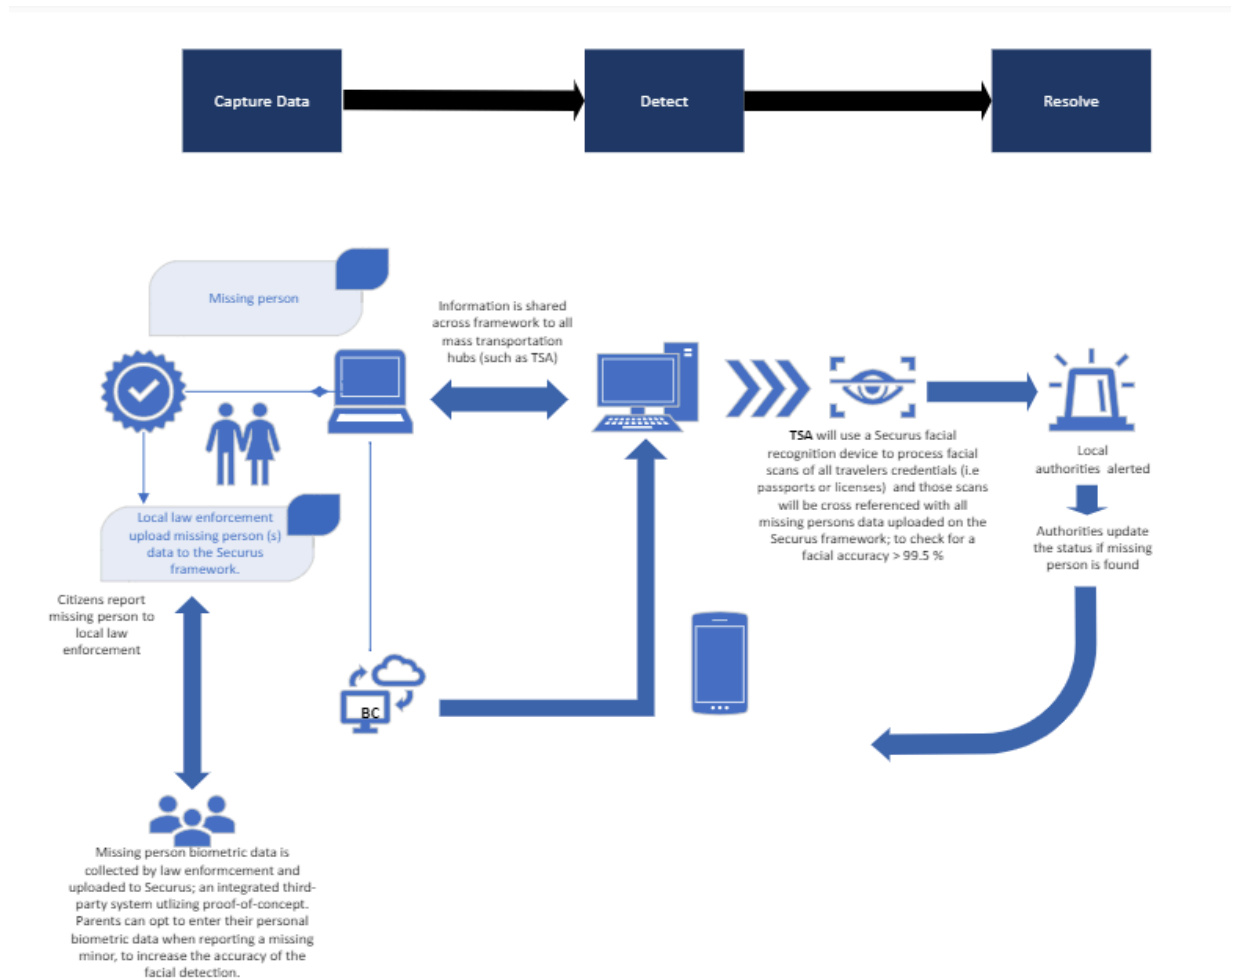 Capture Data
Detect
Resolve
Missing person
Information is shared
across framework to all
mass transportation
hubs (such as TSA)
TSA will use a Securus facial
recognition device to process facial
scans of all travelers credentials (i.e
passports or licenses)  and those scans
will be cross referenced with all
missing persons data uploaded on the
Securus framework; to check for a
facial accuracy > 99.5 %
Local
authorities  alerted
Authorities update
the status if missing
person is found
Local law enforcement
upload missing person (s)
data to the Securus
framework.
Citizens report
missing person to
local law
enforcement
BC
Missing person biometric data is
collected by law enformcement and
uploaded to Securus; an integrated third-
party system utlizing proof-of-concept.
Parents can opt to enter their personal
biometric data when reporting a missing
minor, to increase the accuracy of the
facial detection.